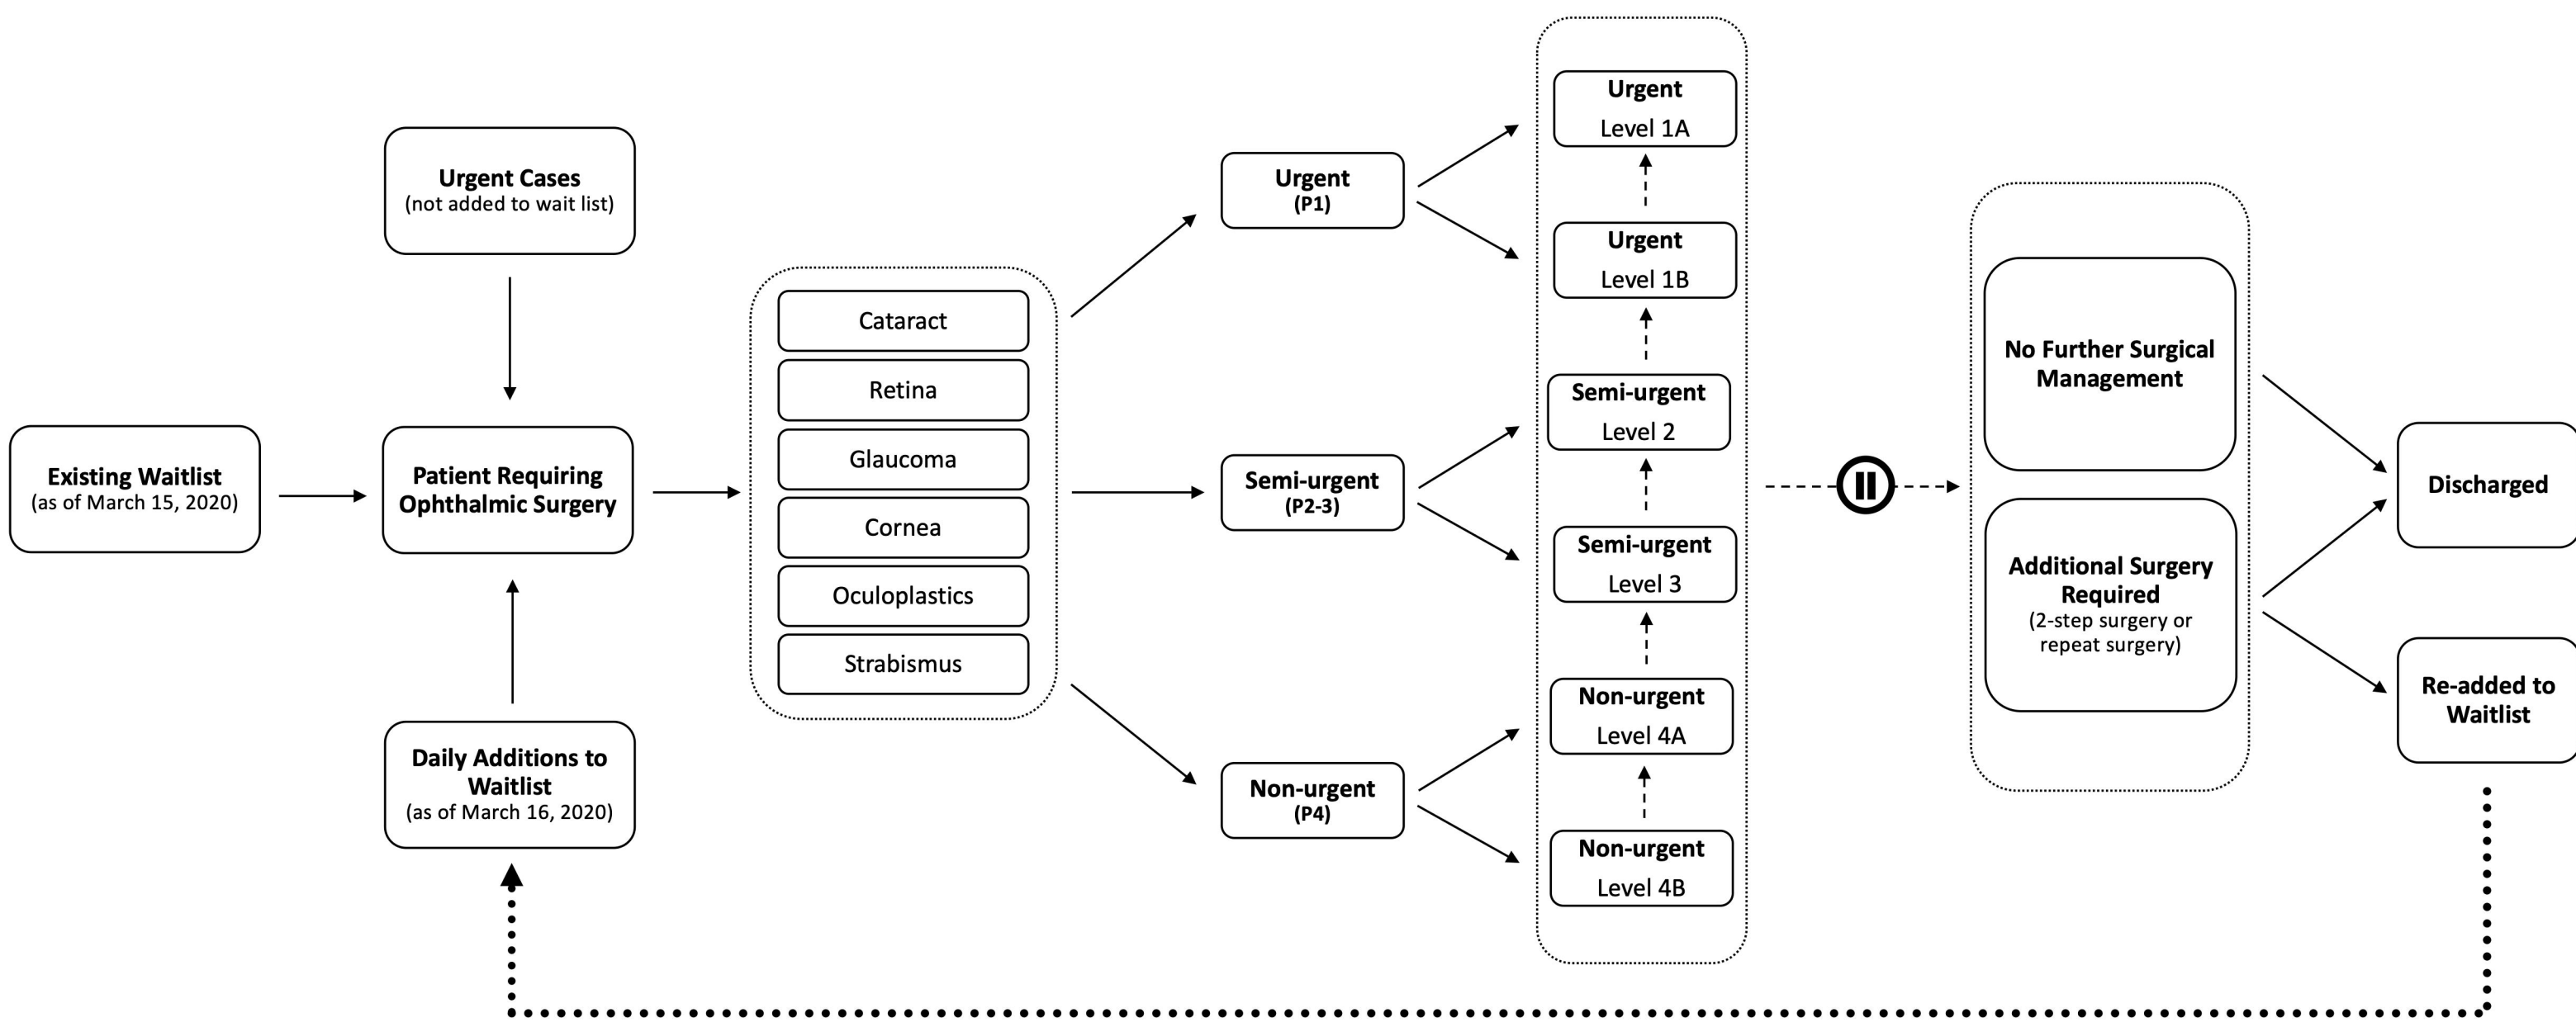 Existing Waitlist
(as of March 15, 2020)
Urgent Cases
(not added to wait list)
Patient Requiring
Ophthalmic Surgery
Daily Additions to
Waitlist
(as of March 16, 2020)
Cataract
Retina
Glaucoma
Cornea
Oculoplastics
Strabismus
Urgent
(P1)
Semi-urgent
(P2-3)
Non-urgent
(P4)
Urgent
Level 1A
Urgent
Level 1B
Semi-urgent
Level 2
Semi-urgent
Level 3
Non-urgent
Level 4A
Non-urgent
Level 4B
No Further Surgical
Management
Additional Surgery
Required
(2-step surgery or
repeat surgery)
Discharged
Re-added to
Waitlist